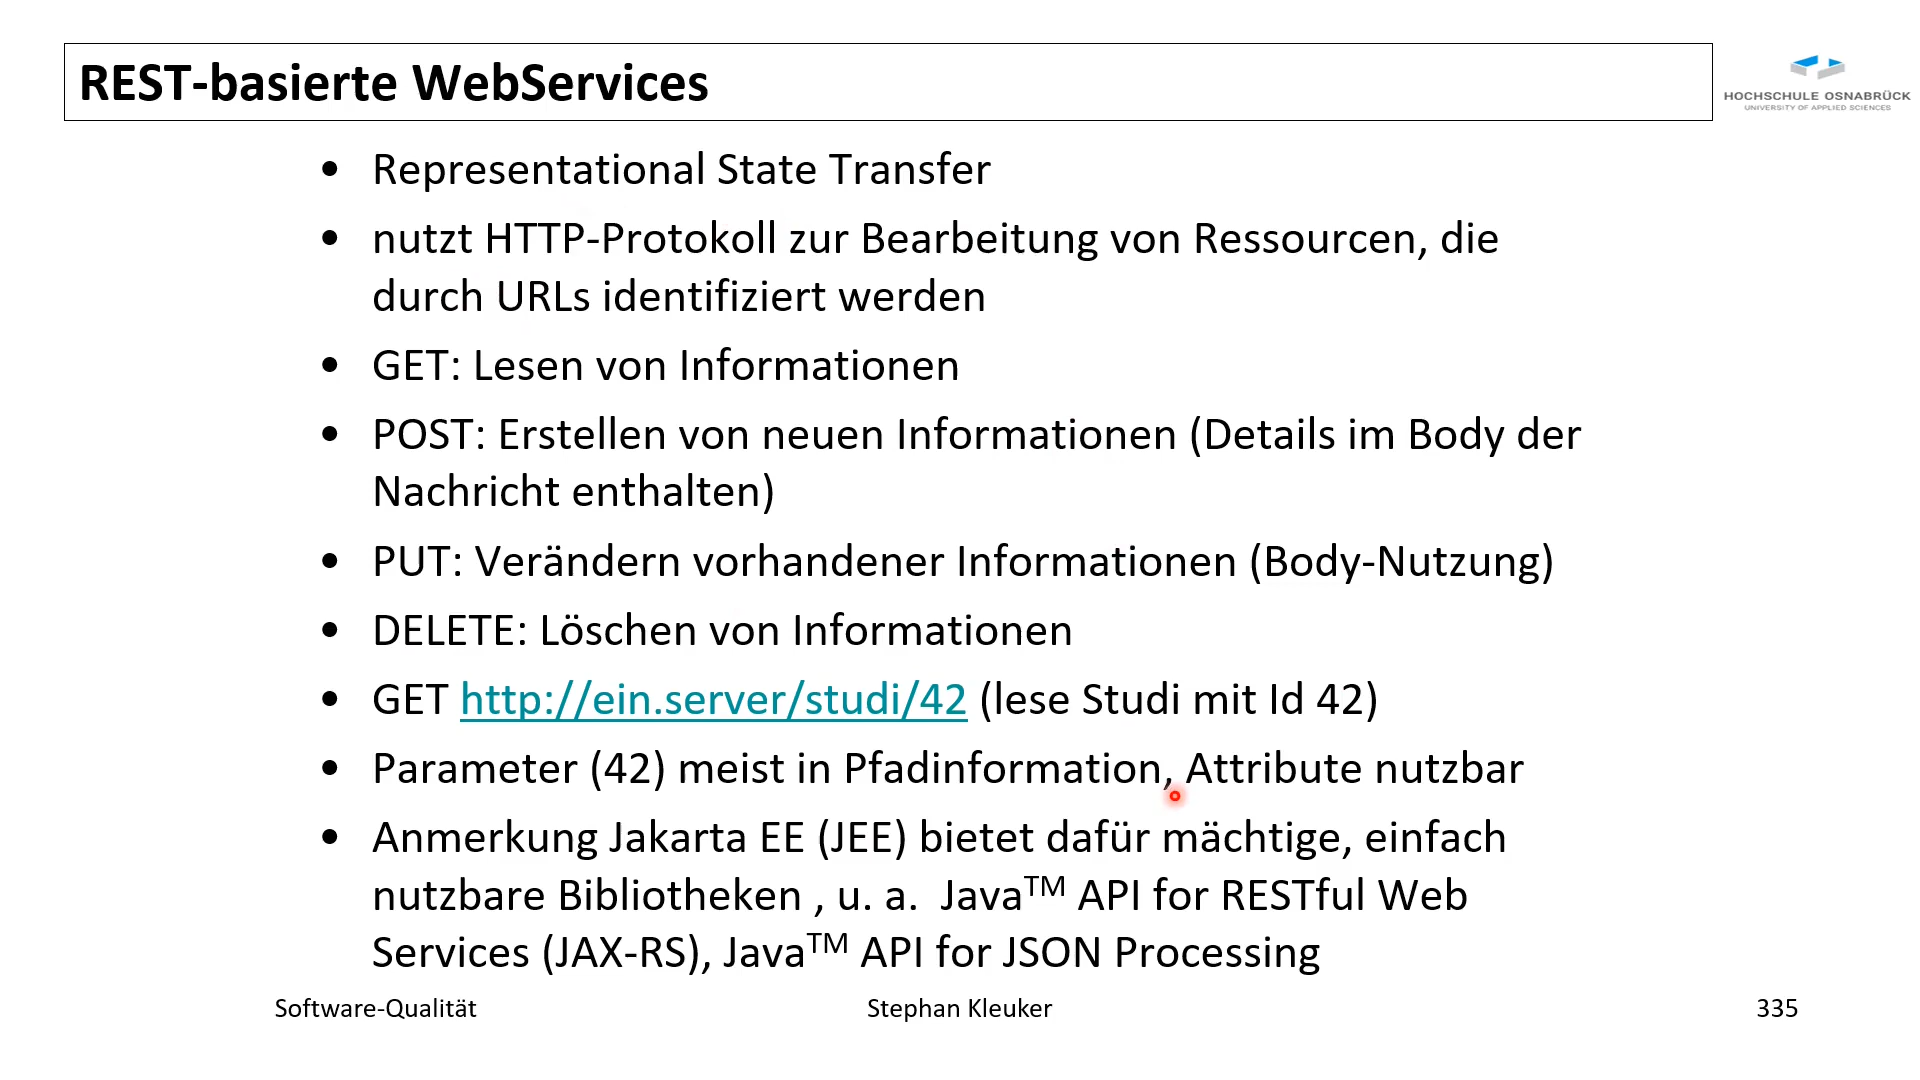 REST-basierte WebServices
HOCHSCHULE OSNABRÜCK
UNIVERSITY OF APPLIED SCIENCES
• Representational State Transfer
• nutzt HTTP-Protokoll zur Bearbeitung von Ressourcen, die
durch URLs identifiziert werden
• GET: Lesen von Informationen
• POST: Erstellen von neuen Informationen (Details im Body der
Nachricht enthalten)
• PUT: Verändern vorhandener Informationen (Body-Nutzung)
• DELETE: Löschen von Informationen
• GET http://ein.server/studi/42 (lese Studi mit Id 42)
• Parameter (42) meist in Pfadinformation, Attribute nutzbar
• Anmerkung Jakarta EE (JEE) bietet dafür mächtige, einfach
nutzbare Bibliotheken , u. a. Java™ API for RESTful Web
Services (JAX-RS), Java™ API for JSON Processing
Software-Qualität
Stephan Kleuker
335